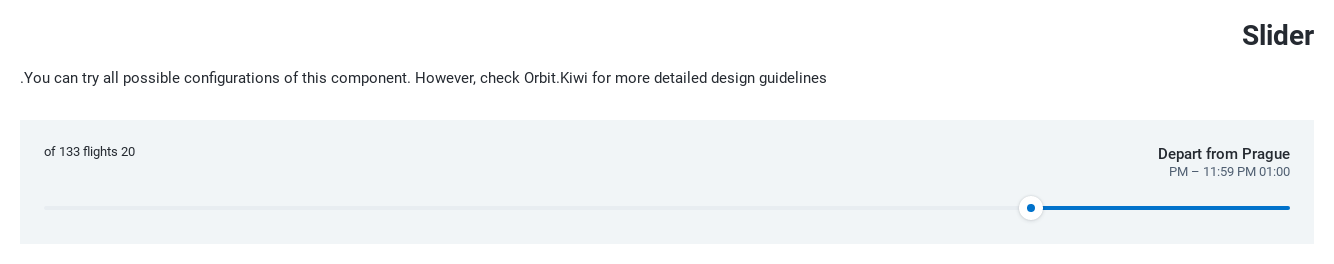 Slider
.You can try all possible configurations of this component. However, check Orbit.Kiwi for more detailed design guidelines
Depart from Prague
PM – 11:59 PM 01:00
of 133 flights 20